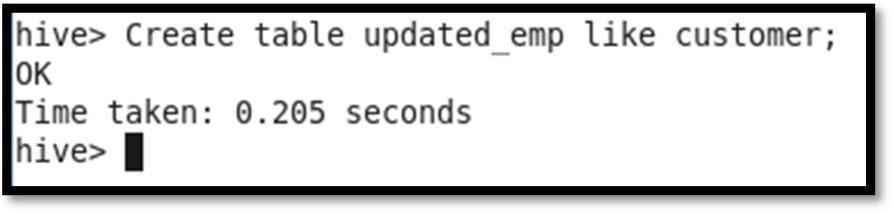 hive> Create table updated_emp like customer;
OK
Time taken: 0.205 seconds
hive>